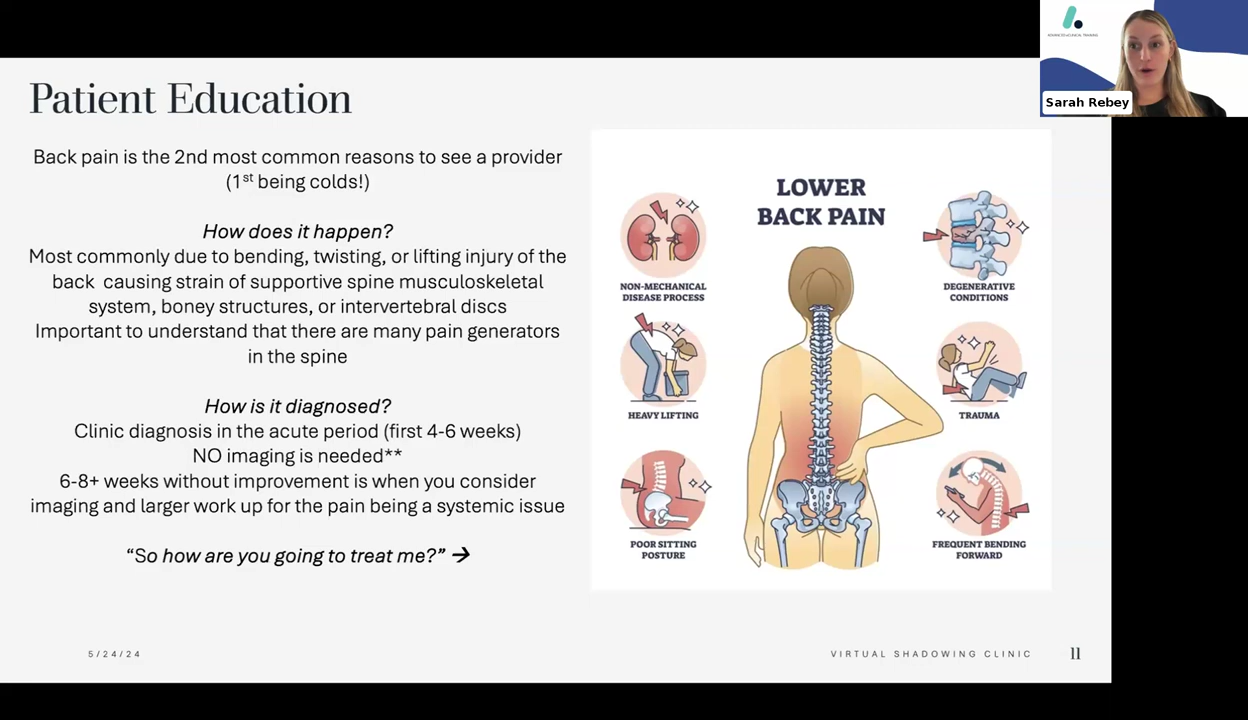 Patient Education
Back pain is the 2nd most common reasons to see a provider
(1st being colds!)
How does it happen?
Most commonly due to bending, twisting, or lifting injury of the
back causing strain of supportive spine musculoskeletal
system, boney structures, or intervertebral discs
Important to understand that there are many pain generators
in the spine
How is it diagnosed?
Clinic diagnosis in the acute period (first 4-6 weeks)
NO imaging is needed**
6-8+ weeks without improvement is when you consider
imaging and larger work up for the pain being a systemic issue
“So how are you going to treat me?” →
LOWER
BACK PAIN
NON-MECHANICAL
DISEASE PROCESS
HEAVY LIFTING
POOR SITTING
POSTURE
DEGENERATIVE
CONDITIONS
TRAUMA
FREQUENT BENDING
FORWARD
5/24/24
VIRTUAL SHADOWING CLINIC
11
Sarah Rebey